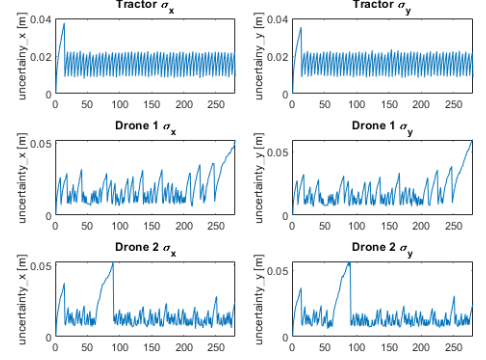 Tractor σx
Tractor σy
uncertainy_x [m]
0.04
0.02
0
0 50 100 150 200 250
uncertainy_y [m]
0.04
0.02
0
0 50 100 150 200 250
Drone 1 σx
Drone 1 σy
uncertainty_x [m]
0.05
0
0 50 100 150 200 250
uncertainty_y [m]
0.05
0
0 50 100 150 200 250
Drone 2 σx
Drone 2 σy
uncertainty_x [m]
0.05
0
0 50 100 150 200 250
uncertainty_y [m]
0.05
0
0 50 100 150 200 250